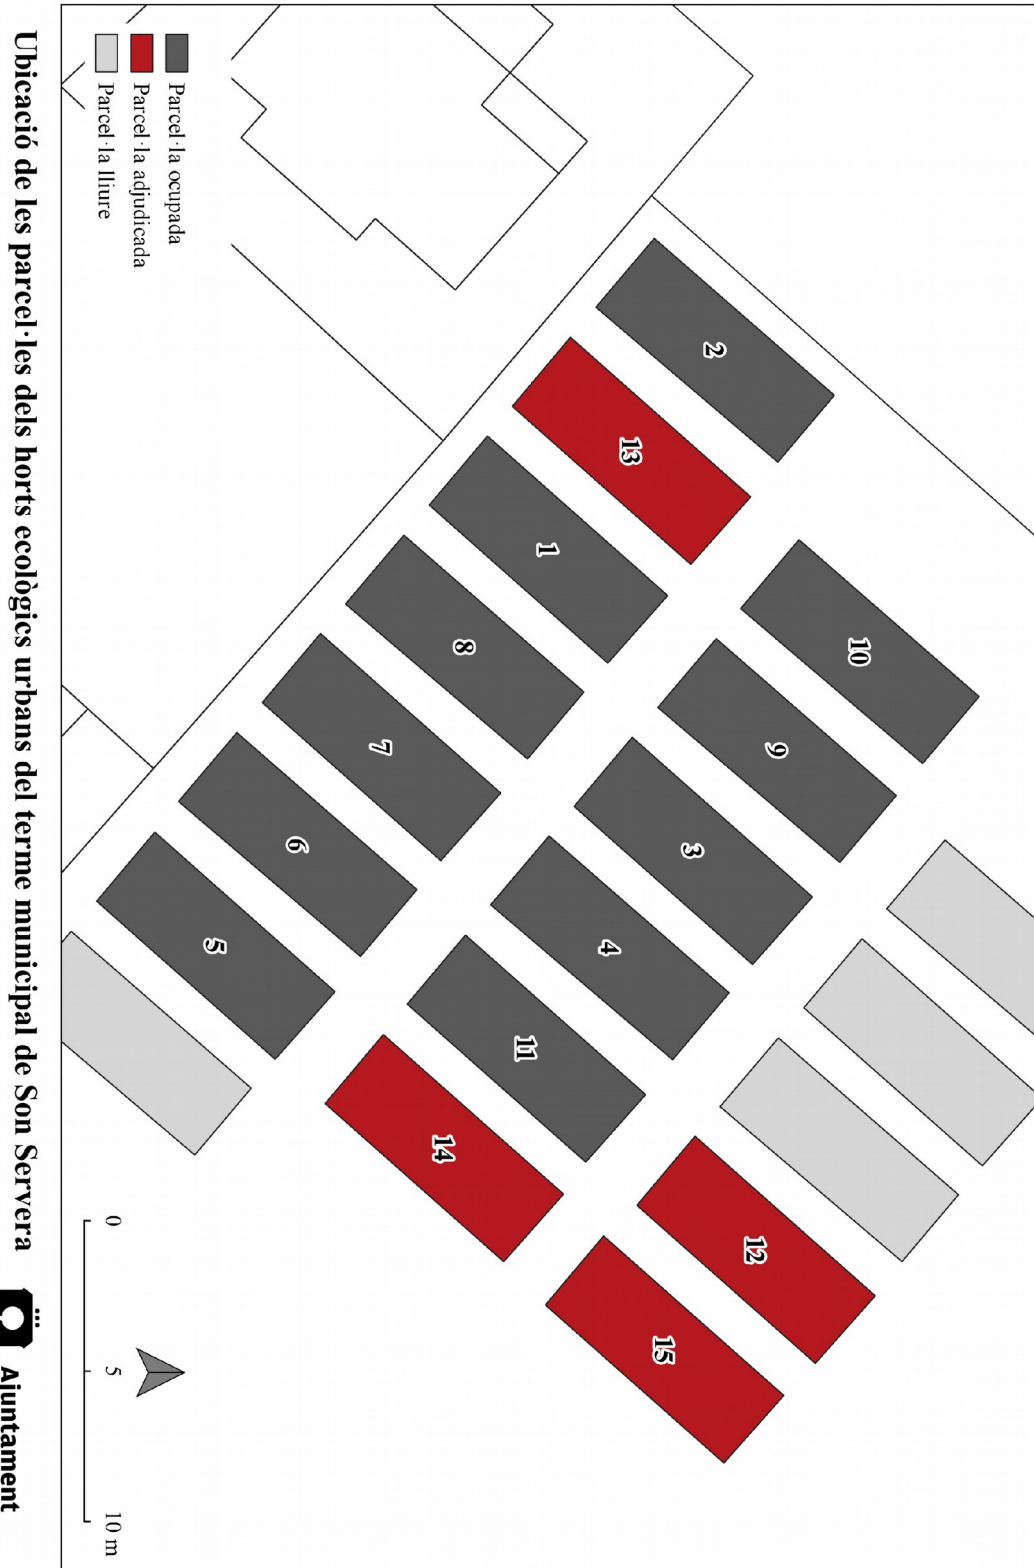 2
13
1
8
7
6
5
10
9
3
4
11
14
12
15
Parcel·la ocupada
Parcel·la adjudicada
Parcel·la lliure
0 5 10 m
Ubicació de les parcel·les dels horts ecològics urbans del terme municipal de Son Servera
Ajuntament